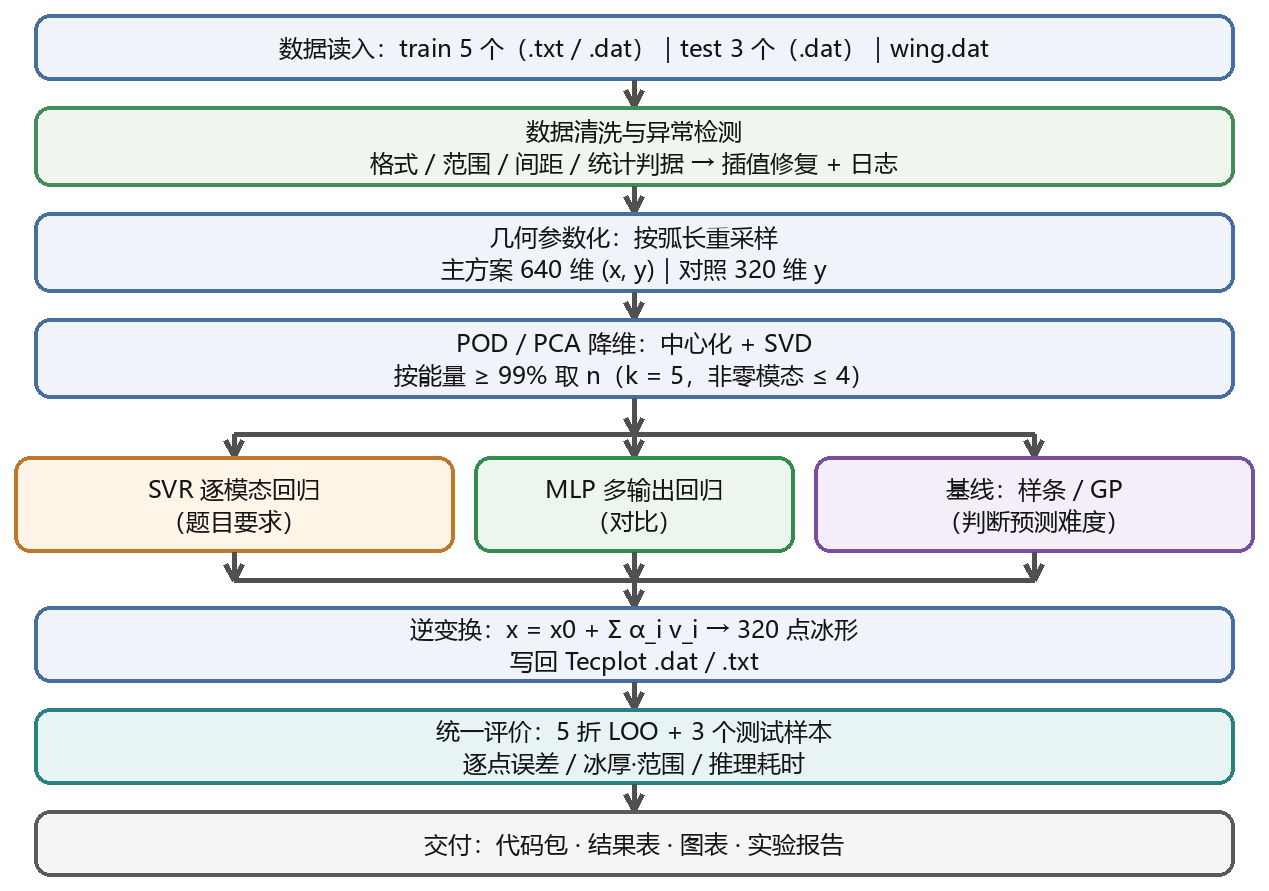 数据读入：train 5 个（.txt / .dat）｜test 3 个（.dat）｜wing.dat
数据清洗与异常检测
格式 / 范围 / 间距 / 统计判据 → 插值修复 + 日志
几何参数化：按弧长重采样
主方案 640 维 (x, y)｜对照 320 维 y
POD / PCA 降维：中心化 + SVD
按能量 ≥ 99% 取 n（k = 5，非零模态 ≤ 4）
SVR 逐模态回归
（题目要求）
MLP 多输出回归
（对比）
基线：样条 / GP
（判断预测难度）
逆变换：x = x0 + Σ α_i v_i → 320 点冰形
写回 Tecplot .dat / .txt
统一评价：5 折 LOO + 3 个测试样本
逐点误差 / 冰厚·范围 / 推理耗时
交付：代码包 · 结果表 · 图表 · 实验报告